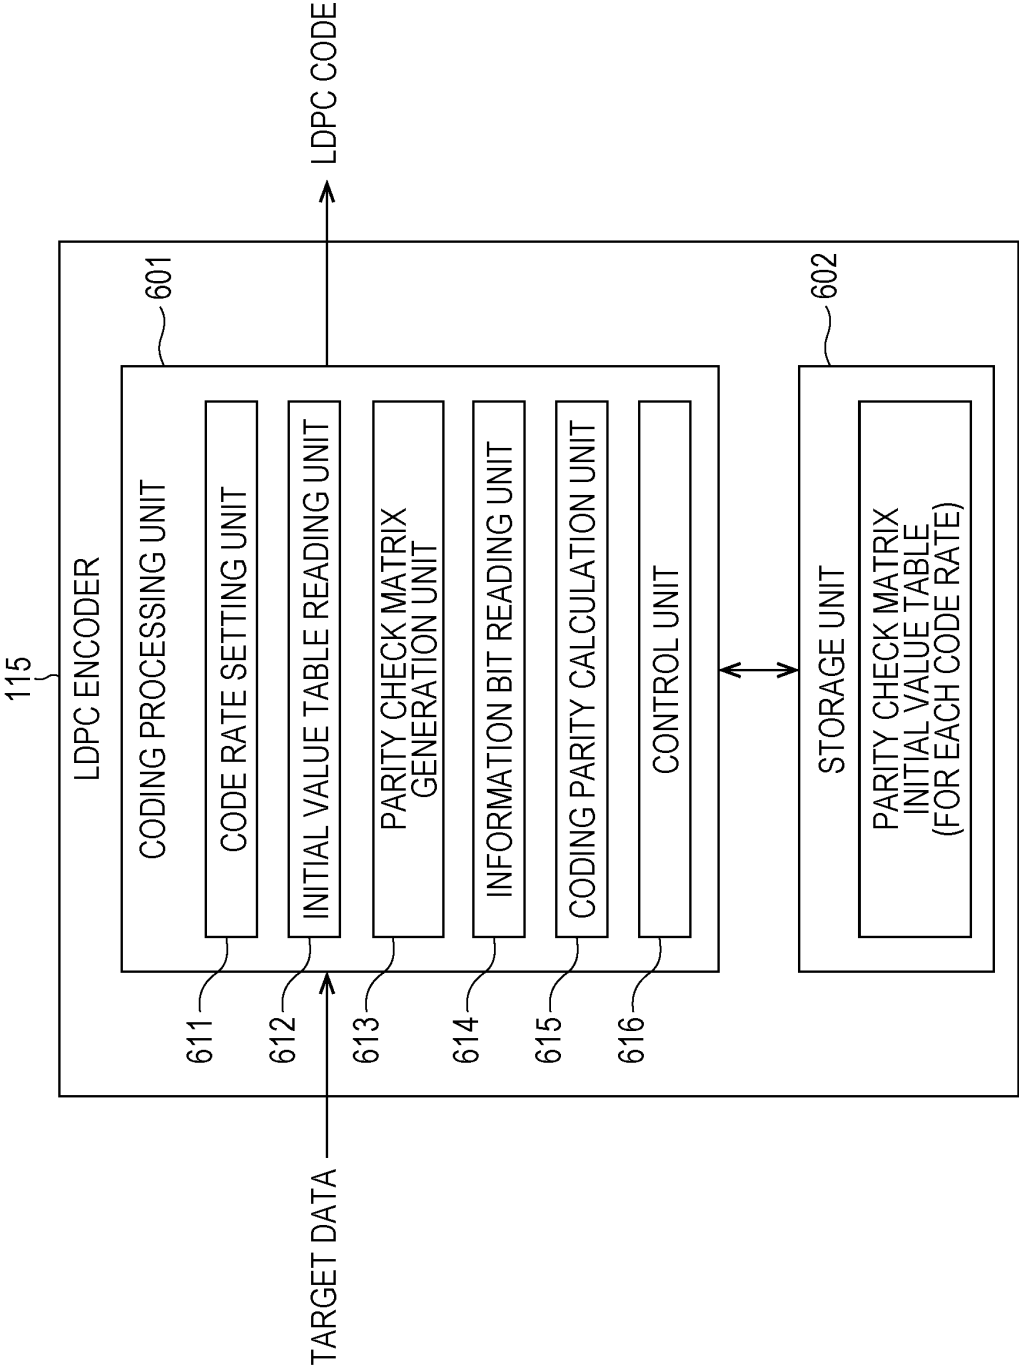 115
LDPC ENCODER
601
CODING PROCESSING UNIT
611
CODE RATE SETTING UNIT
612
INITIAL VALUE TABLE READING UNIT
TARGET DATA
LDPC CODE
613
PARITY CHECK MATRIX
GENERATION UNIT
614
INFORMATION BIT READING UNIT
615
CODING PARITY CALCULATION UNIT
616
CONTROL UNIT
602
STORAGE UNIT
PARITY CHECK MATRIX
INITIAL VALUE TABLE
(FOR EACH CODE RATE)